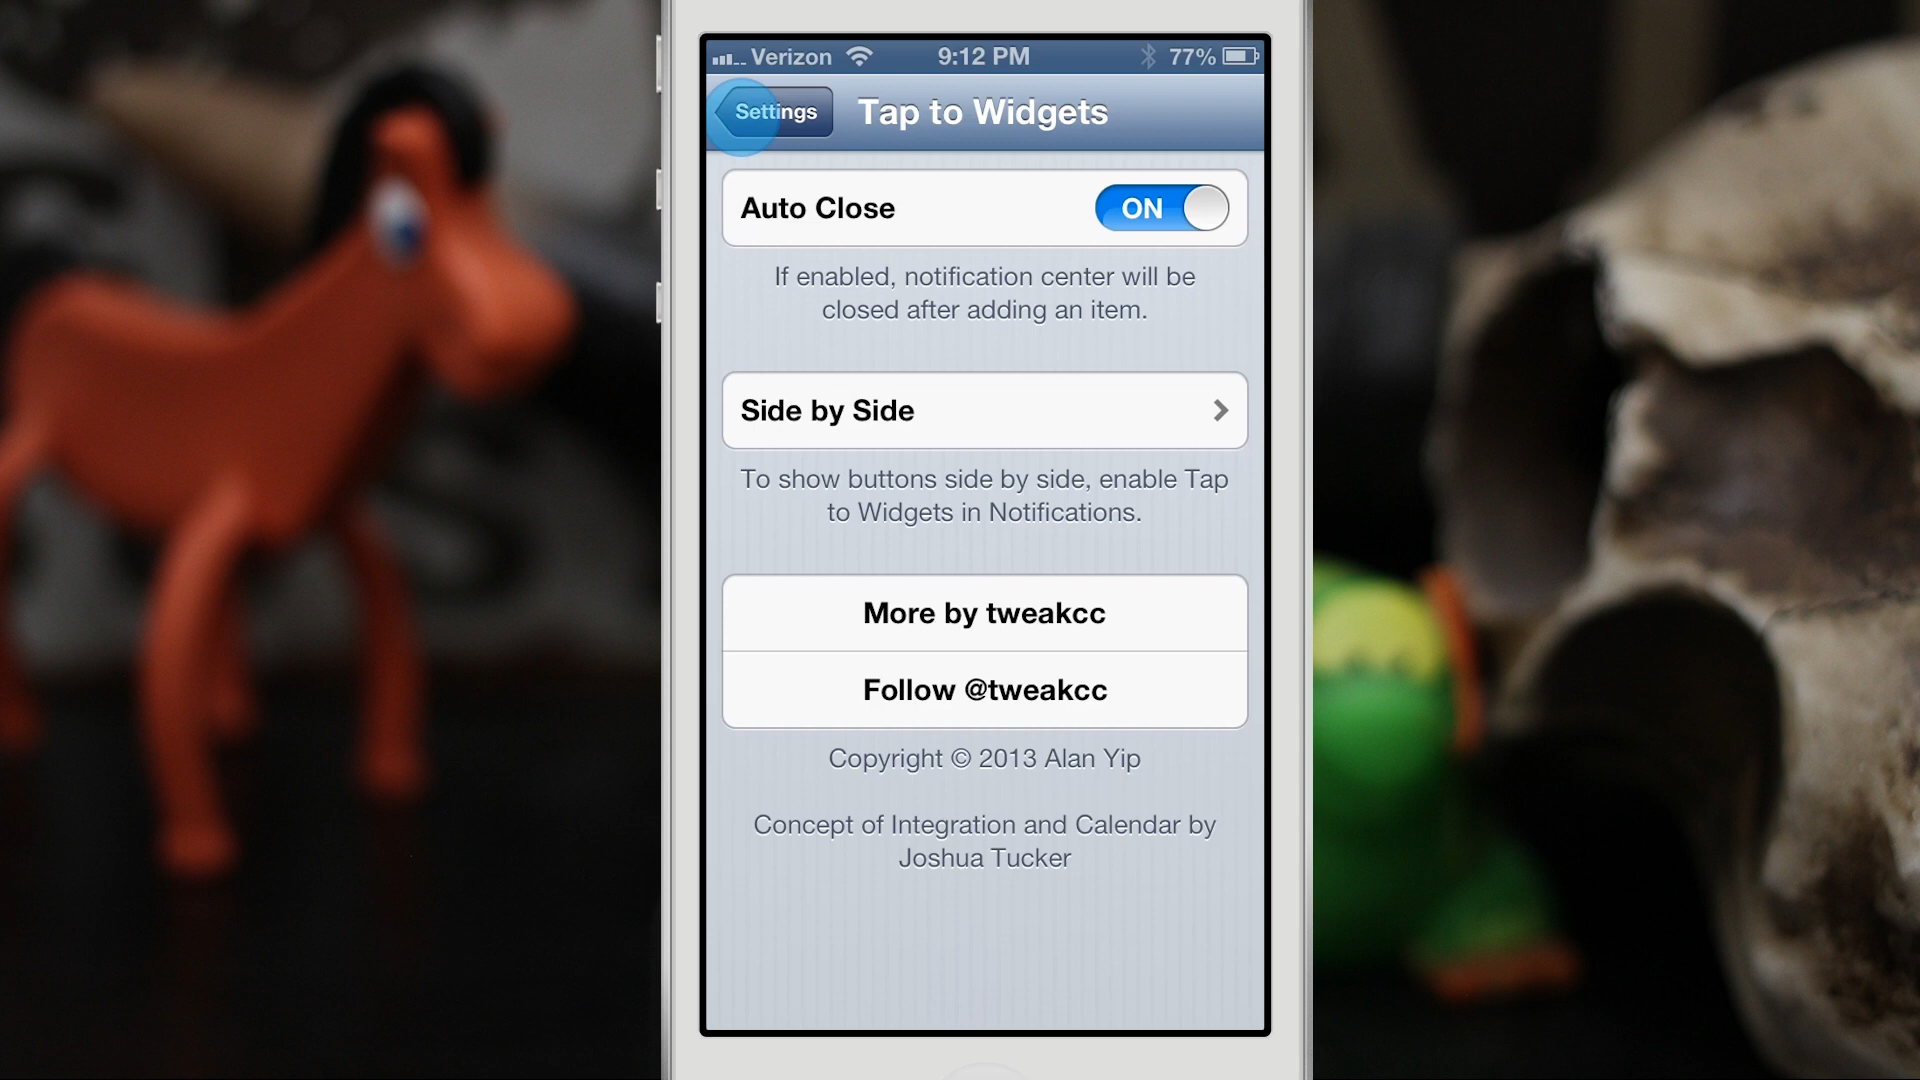 Verizon 9:12 PM 77%
Settings Tap to Widgets
Auto Close ON
If enabled, notification center will be
closed after adding an item.
Side by Side
To show buttons side by side, enable Tap
to Widgets in Notifications.
More by tweakcc
Follow @tweakcc
Copyright © 2013 Alan Yip
Concept of Integration and Calendar by
Joshua Tucker